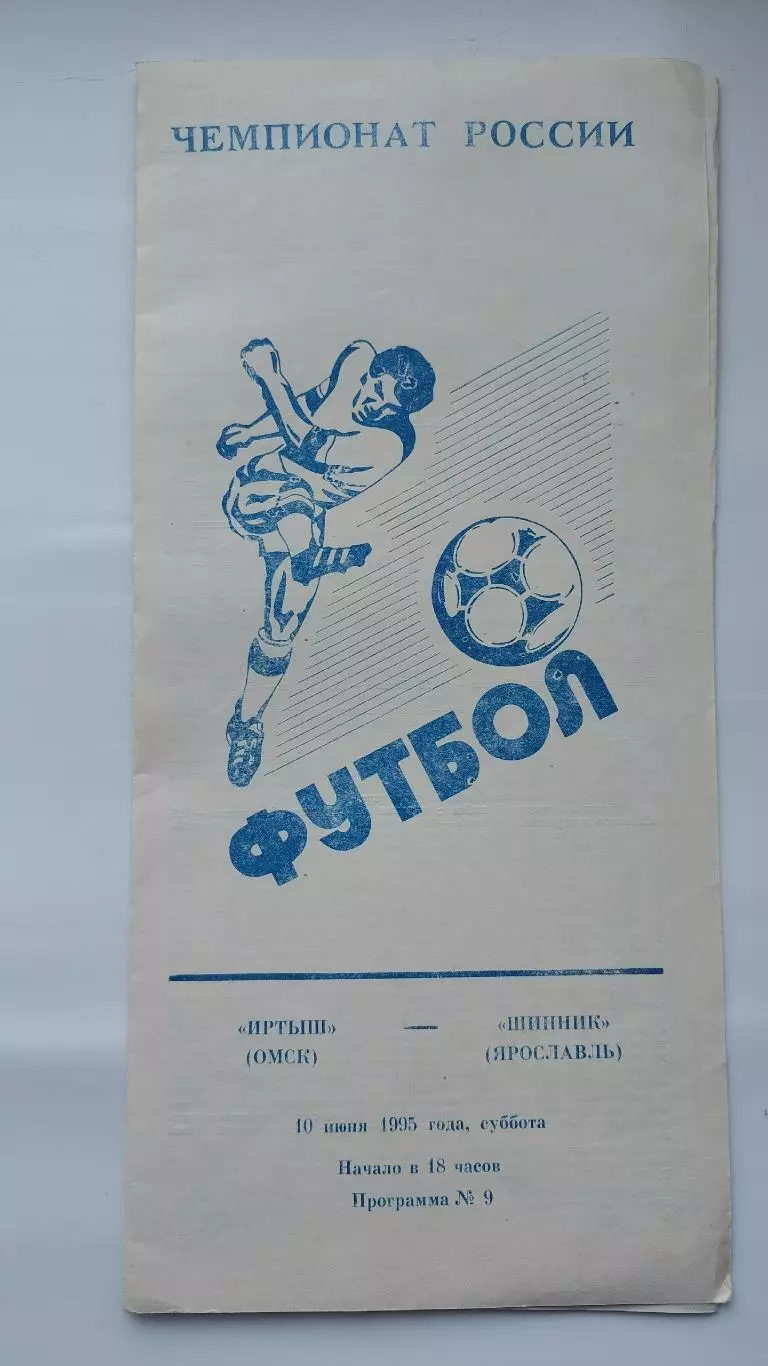 ЧЕМПИОНАТ РОССИИ
ФУТБОЛ
«ИРТЫШ» — «ШИННИК»
(ОМСК) (ЯРОСЛАВЛЬ)
10 июня 1995 года, суббота
Начало в 18 часов
Программа № 9